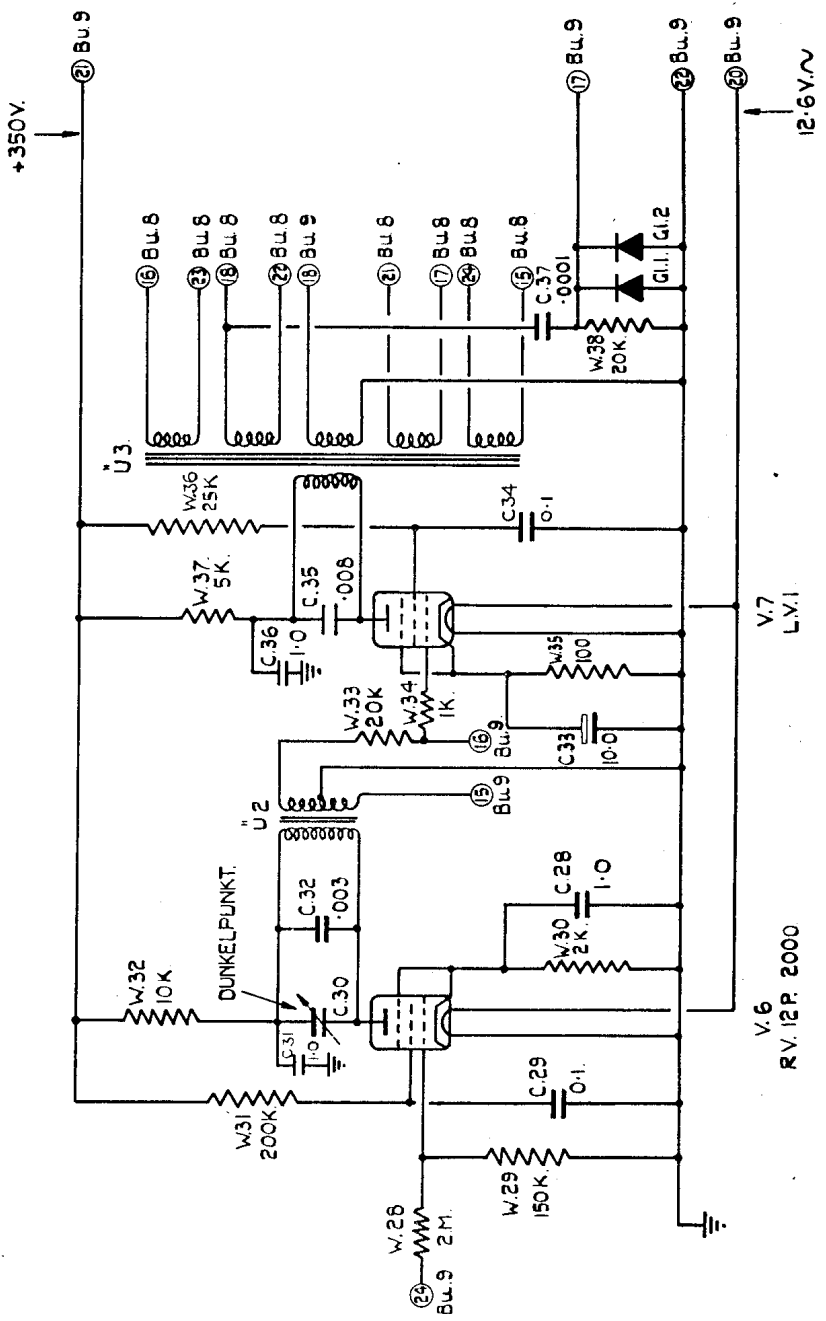 +350V.
21 Bu.9
W.32
10K.
DUNKELPUNKT.
W.31
200K.
C.31
1.0
C.30
C.32
.003
Ü2
W.28
2.M.
24
Bu.9
W.29
150K.
C.29
0.1.
W.30
2K.
C.28
1.0
V.6
R.V.12P. 2000.
15
Bu.9
W.33
20K
W.34
1K.
16
Bu.9.
C.36
1.0
W.37.
5K.
C.35
.008
W.36
25K
Ü3.
C.33
10.0
W.35
100
C.34
0.1
V.7
L.V.1.
16 Bu.8
23 Bu.8
18 Bu.8
22 Bu.8
18 Bu.9
21 Bu.8
17 Bu.8
24 Bu.8
15 Bu.8
C.37
.0001
W.38
20K.
Gl.1.
Gl.2
17 Bu.9
22 Bu.9
20 Bu.9
12.6 V.~